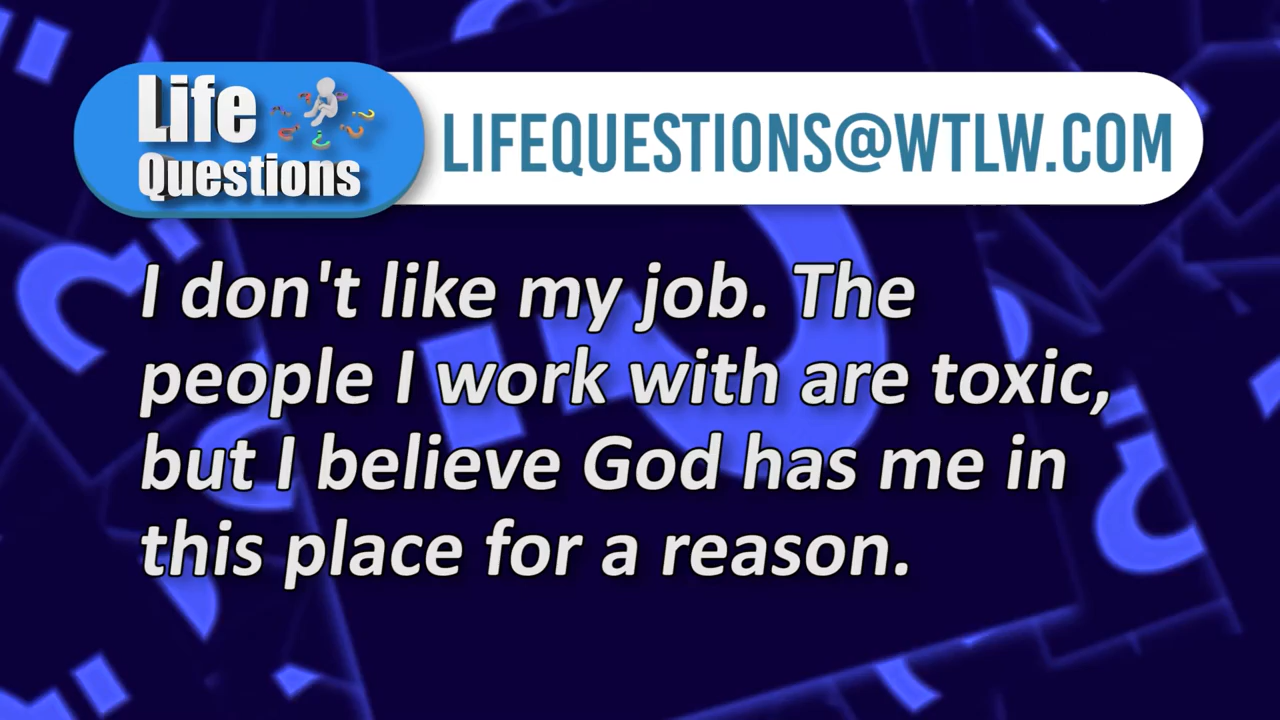 Life
Questions
LIFEQUESTIONS@WTLW.COM
I don't like my job. The
people I work with are toxic,
but I believe God has me in
this place for a reason.